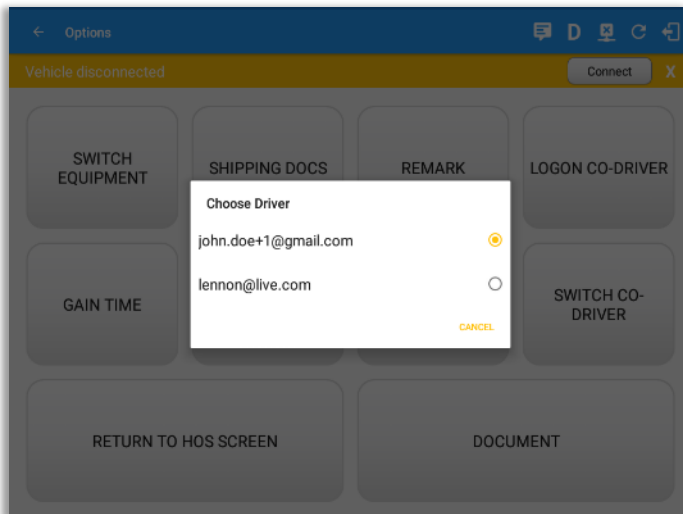 Options
D
Vehicle disconnected
Connect
X
SWITCH
EQUIPMENT
SHIPPING DOCS
REMARK
LOGON CO-DRIVER
Choose Driver
john.doe+1@gmail.com
lennon@live.com
CANCEL
GAIN TIME
SWITCH CO-
DRIVER
RETURN TO HOS SCREEN
DOCUMENT